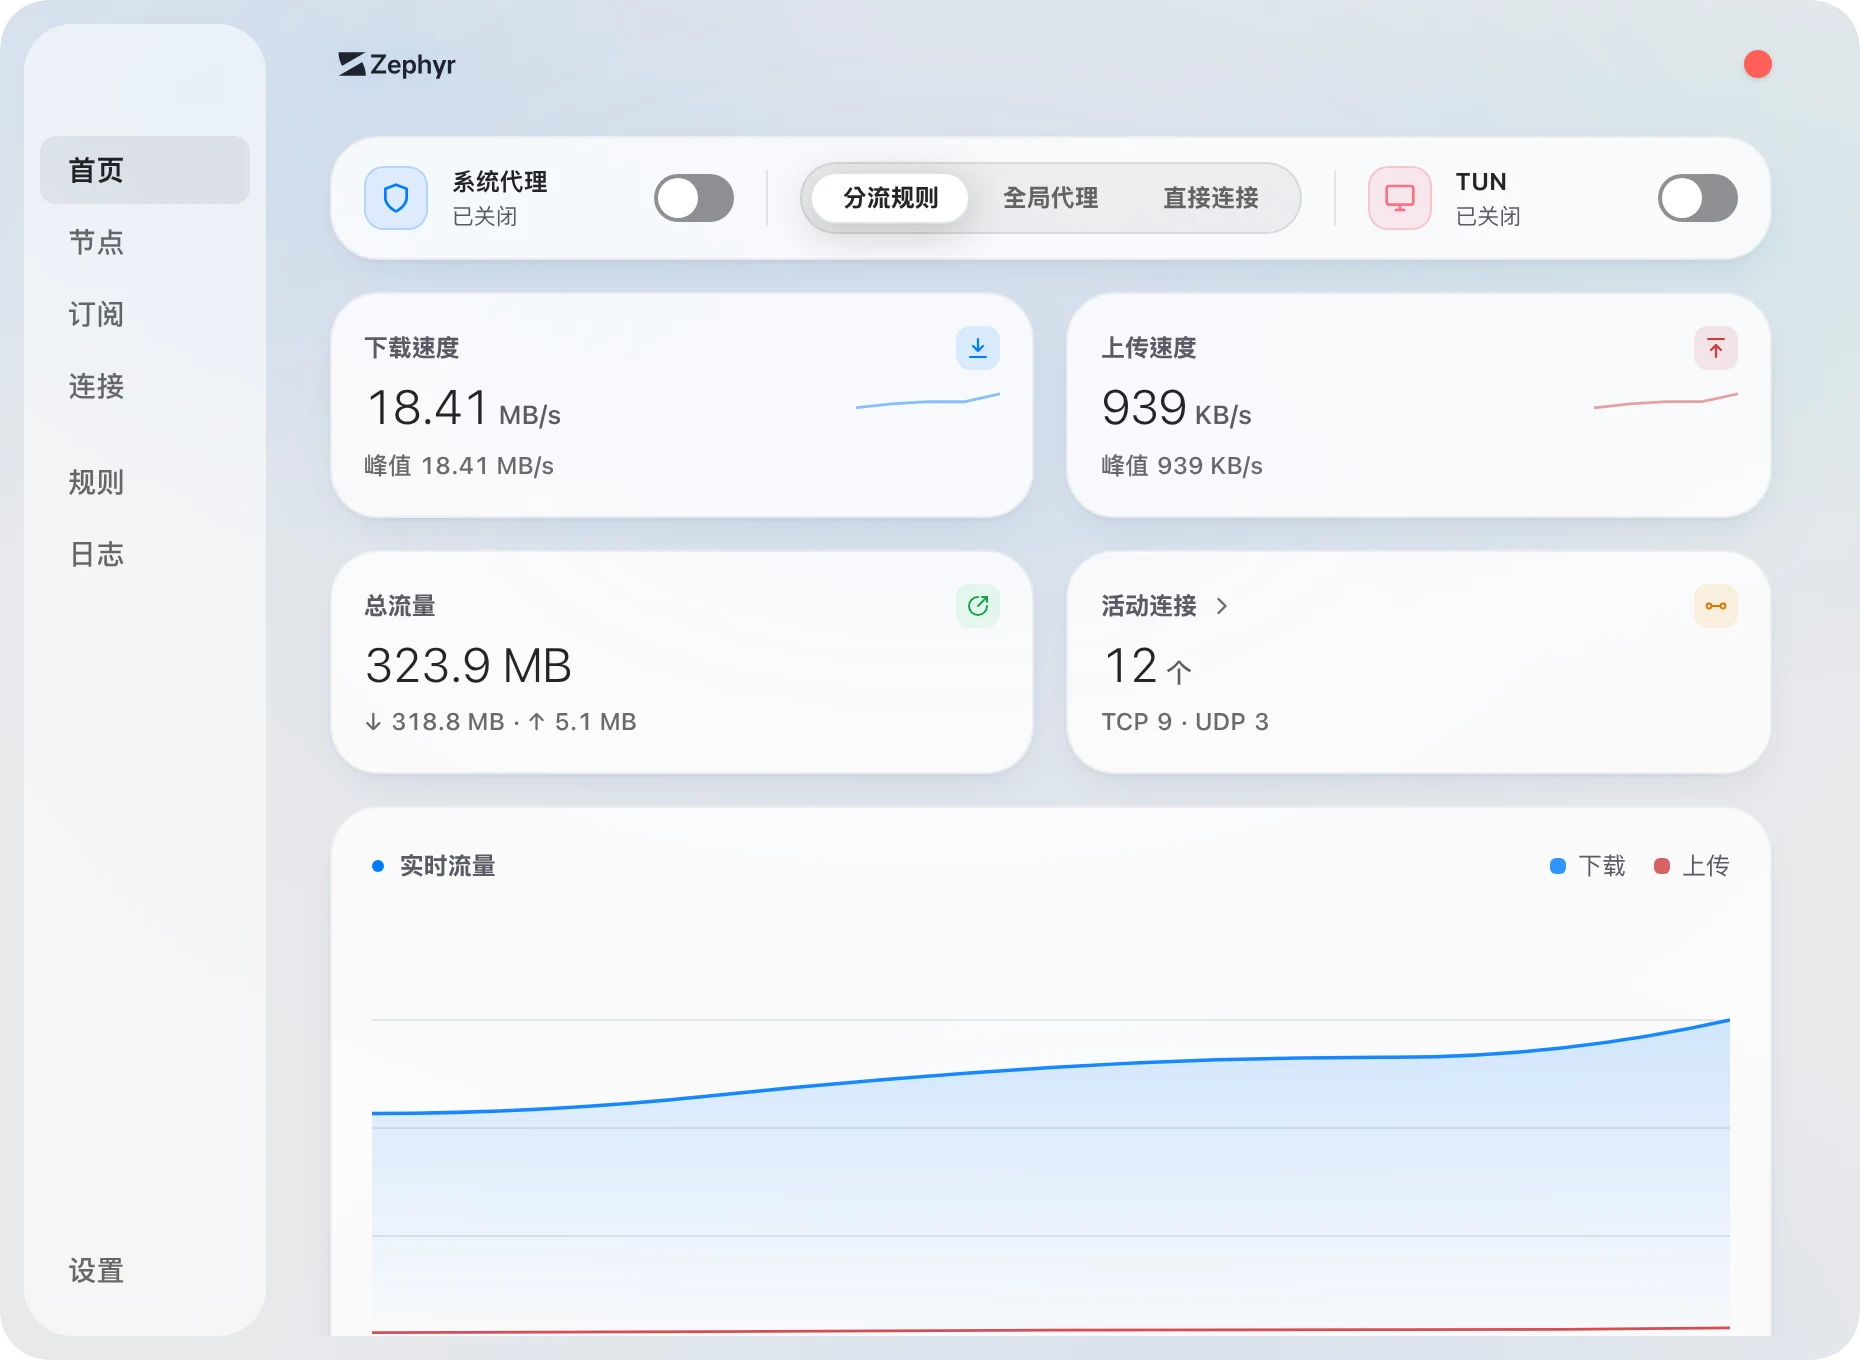 Zephyr
首页
节点
订阅
连接
规则
日志
设置
系统代理
已关闭
分流规则
全局代理
直接连接
TUN
已关闭
下载速度
18.41 MB/s
峰值 18.41 MB/s
上传速度
939 KB/s
峰值 939 KB/s
总流量
323.9 MB
↓ 318.8 MB · ↑ 5.1 MB
活动连接
12 个
TCP 9 · UDP 3
实时流量
下载
上传